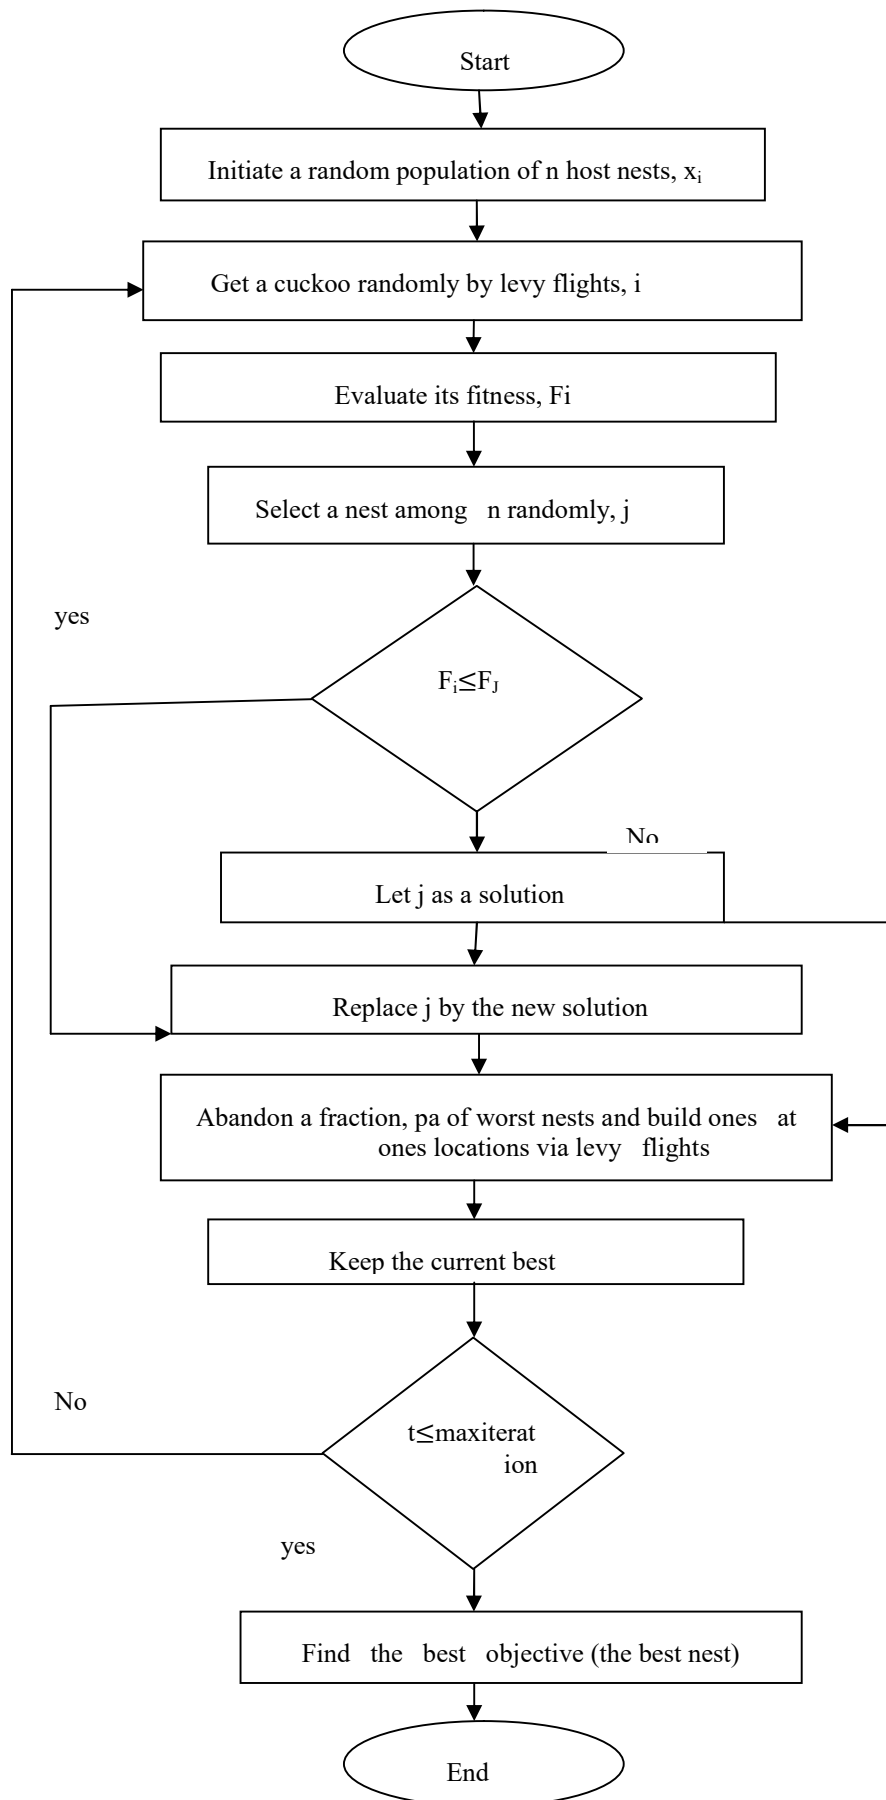 Start
Initiate a random population of n host nests, xᵢ
Get a cuckoo randomly by levy flights, i
Evaluate its fitness, Fi
Select a nest among n randomly, j
yes
Fᵢ≤F_J
No
Let j as a solution
Replace j by the new solution
Abandon a fraction, pa of worst nests and build ones at
ones locations via levy flights
Keep the current best
No
t≤maxiterat
ion
yes
Find the best objective (the best nest)
End